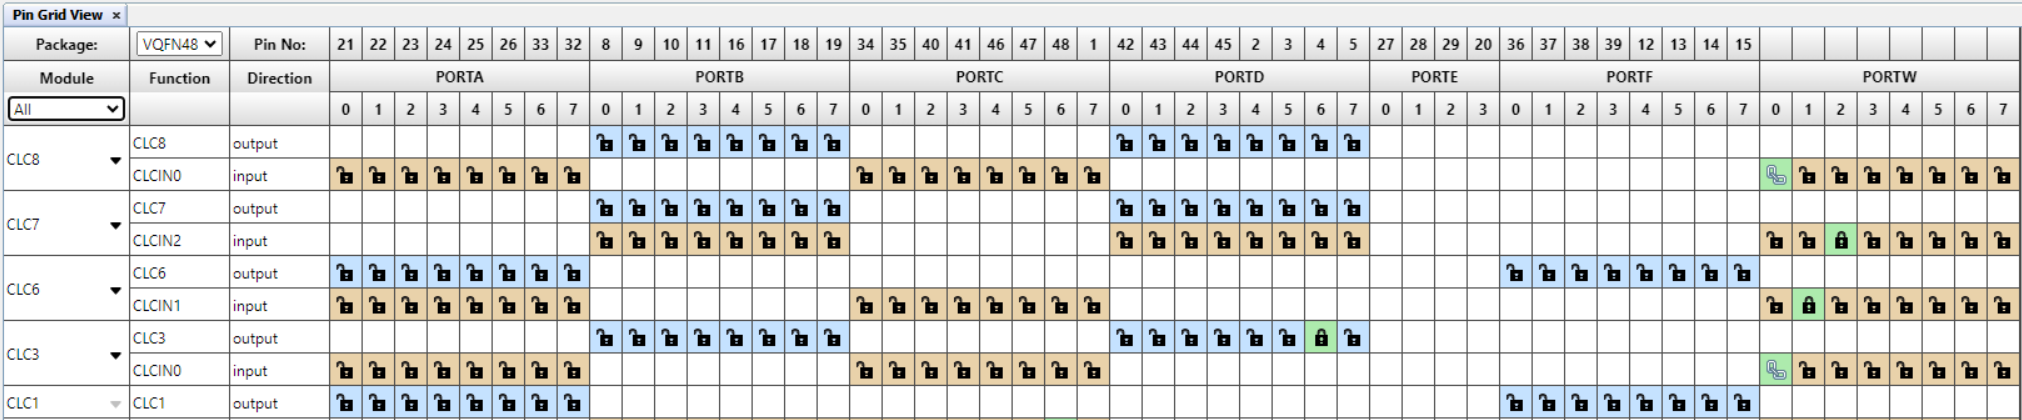 Pin Grid View ×
Package: VQFN48 Pin No: 21 22 23 24 25 26 33 32 8 9 10 11 16 17 18 19 34 35 40 41 46 47 48 1 42 43 44 45 2 3 4 5 27 28 29 20 36 37 38 39 12 13 14 15
Module Function Direction PORTA PORTB PORTC PORTD PORTE PORTF PORTW
All 0 1 2 3 4 5 6 7 0 1 2 3 4 5 6 7 0 1 2 3 4 5 6 7 0 1 2 3 4 5 6 7 0 1 2 3 0 1 2 3 4 5 6 7 0 1 2 3 4 5 6 7
CLC8 CLC8 output
CLCIN0 input
CLC7 CLC7 output
CLCIN2 input
CLC6 CLC6 output
CLCIN1 input
CLC3 CLC3 output
CLCIN0 input
CLC1 CLC1 output